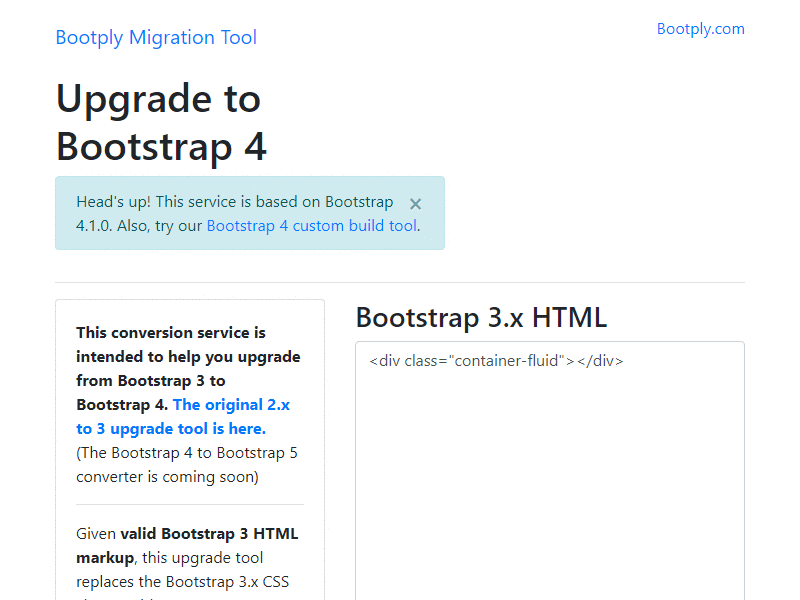 Bootply Migration Tool
Bootply.com
Upgrade to
Bootstrap 4
Head's up! This service is based on Bootstrap
4.1.0. Also, try our Bootstrap 4 custom build tool.
×
This conversion service is
intended to help you upgrade
from Bootstrap 3 to
Bootstrap 4. The original 2.x
to 3 upgrade tool is here.
(The Bootstrap 4 to Bootstrap 5
converter is coming soon)
Given valid Bootstrap 3 HTML
markup, this upgrade tool
replaces the Bootstrap 3.x CSS
Bootstrap 3.x HTML
<div class="container-fluid"></div>